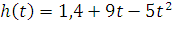 h(t) = 1,4 + 9t − 5t²